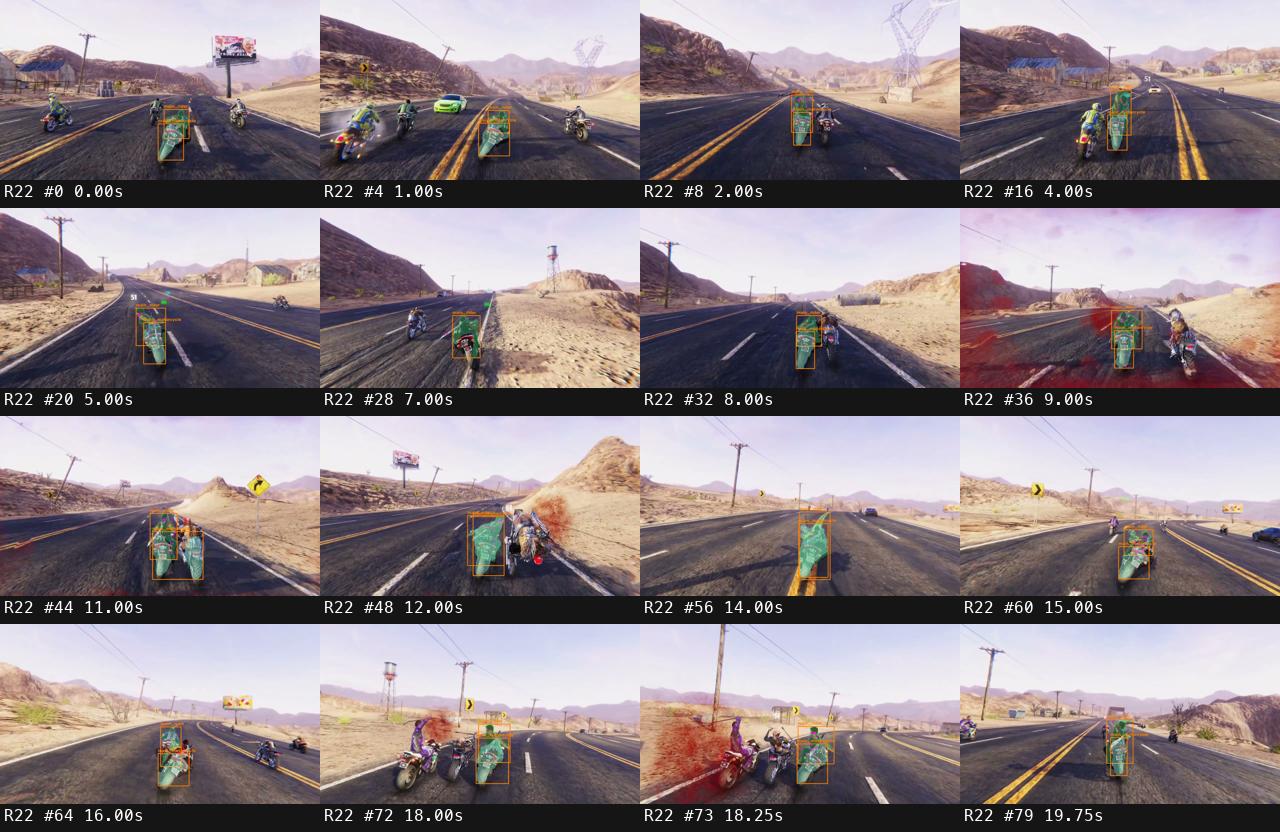 R22 #0 0.00s
R22 #4 1.00s
R22 #8 2.00s
R22 #16 4.00s
R22 #20 5.00s
R22 #28 7.00s
R22 #32 8.00s
R22 #36 9.00s
R22 #44 11.00s
R22 #48 12.00s
R22 #56 14.00s
R22 #60 15.00s
R22 #64 16.00s
R22 #72 18.00s
R22 #73 18.25s
R22 #79 19.75s